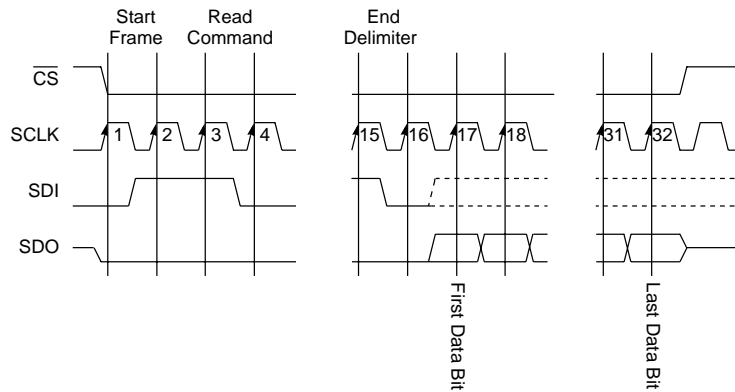 Start
Frame
Read
Command
End
Delimiter
CS
SCLK
1
2
3
4
15
16
17
18
31
32
SDI
SDO
First Data Bit
Last Data Bit